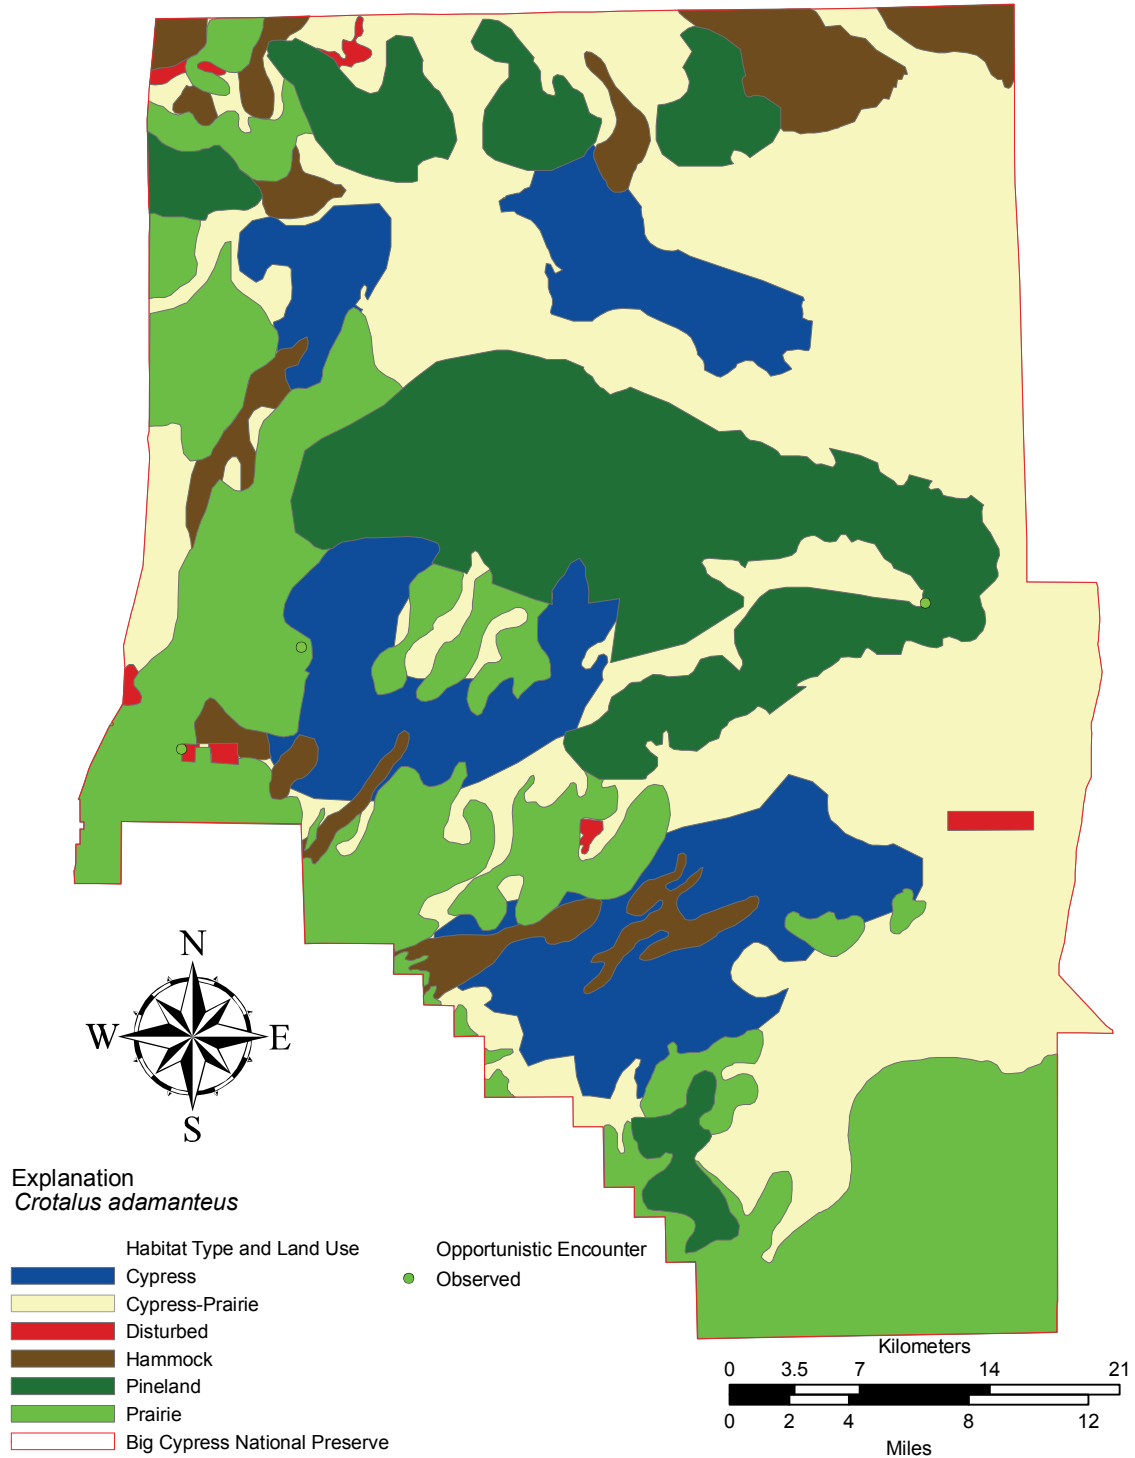 N
W E
S
Explanation
Crotalus adamanteus
Habitat Type and Land Use
Cypress
Cypress-Prairie
Disturbed
Hammock
Pineland
Prairie
Big Cypress National Preserve
Opportunistic Encounter
Observed
Kilometers
0 3.5 7 14 21
0 2 4 8 12
Miles